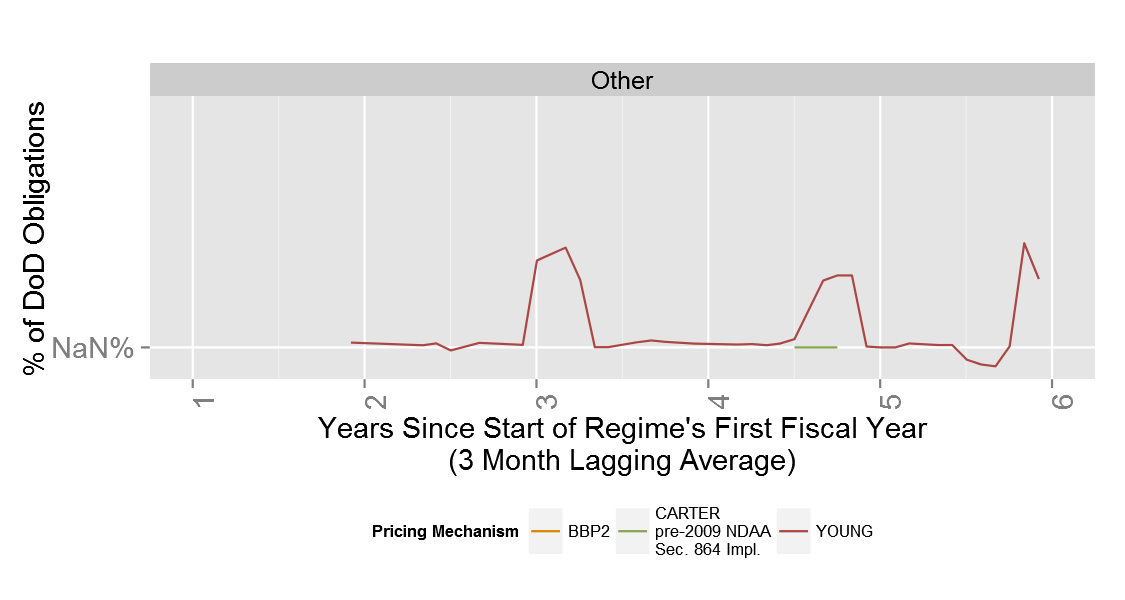 Other
% of DoD Obligations
NaN%
1
2
3
4
5
6
Years Since Start of Regime's First Fiscal Year
(3 Month Lagging Average)
Pricing Mechanism
BBP2
CARTER
pre-2009 NDAA
Sec. 864 Impl.
YOUNG